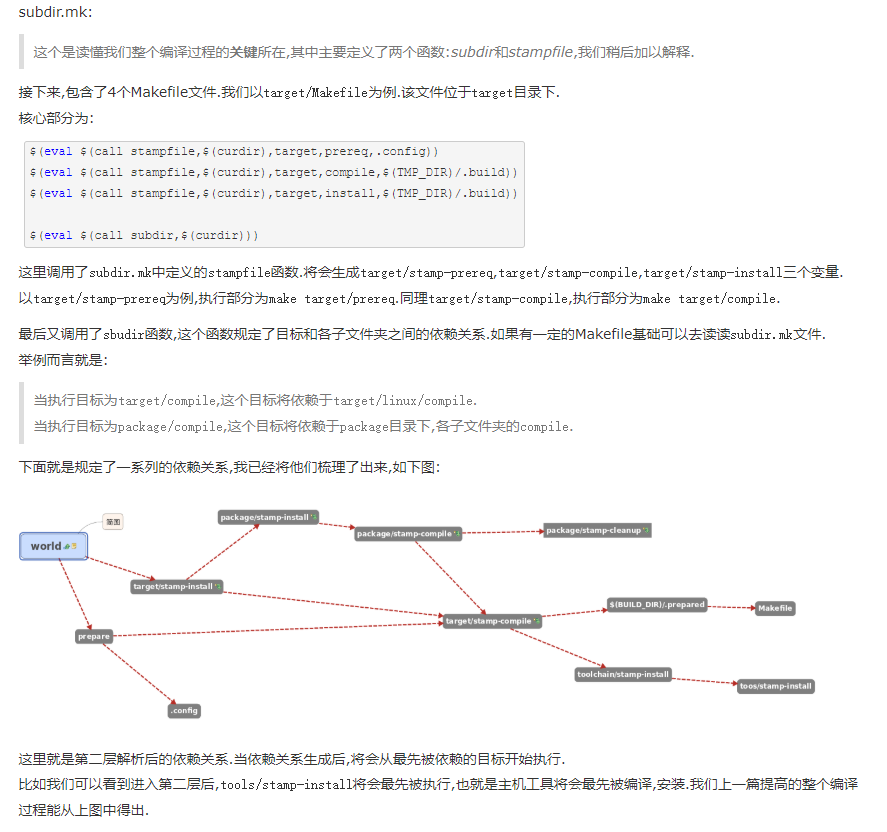 subdir.mk:
这个是读懂我们整个编译过程的关键所在,其中主要定义了两个函数:subdir和stampfile,我们稍后加以解释.
接下来,包含了4个Makefile文件.我们以target/Makefile为例.该文件位于target目录下.
核心部分为:
$(eval $(call stampfile,$(curdir),target,prereq,.config))
$(eval $(call stampfile,$(curdir),target,compile,$(TMP_DIR)/.build))
$(eval $(call stampfile,$(curdir),target,install,$(TMP_DIR)/.build))
$(eval $(call subdir,$(curdir)))
这里调用了subdir.mk中定义的stampfile函数.将会生成target/stamp-prereq,target/stamp-compile,target/stamp-install三个变量.
以target/stamp-prereq为例,执行部分为make target/prereq.同理target/stamp-compile,执行部分为make target/compile.
最后又调用了sbudir函数,这个函数规定了目标和各子文件夹之间的依赖关系.如果有一定的Makefile基础可以去读读subdir.mk文件.
举例而言就是:
当执行目标为target/compile,这个目标将依赖于target/linux/compile.
当执行目标为package/compile,这个目标将依赖于package目录下,各子文件夹的compile.
下面就是规定了一系列的依赖关系,我已经将他们梳理了出来,如下图:
简图
package/stamp-install
package/stamp-compile
package/stamp-cleanup
world
target/stamp-install
$(BUILD_DIR)/.prepared
Makefile
target/stamp-compile
prepare
toolchain/stamp-install
toos/stamp-install
.config
这里就是第二层解析后的依赖关系.当依赖关系生成后,将会从最先被依赖的目标开始执行.
比如我们可以看到进入第二层后,tools/stamp-install将会最先被执行,也就是主机工具将会最先被编译,安装.我们上一篇提高的整个编译
过程能从上图中得出.